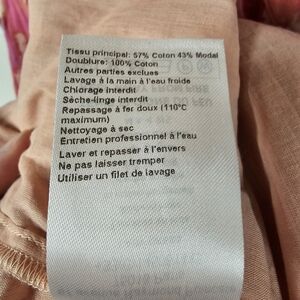 Tissu principal: 57% Coton 43% Modal
Doublure: 100% Coton
Autres parties exclues
Lavage à la main à l'eau froide
Chlorage interdit
Sèche-linge interdit
Repassage à fer doux (110°C
maximum)
Nettoyage à sec
Entretien professionnel à l'eau
Laver et repasser à l'envers
Ne pas laisser tremper
Utiliser un filet de lavage